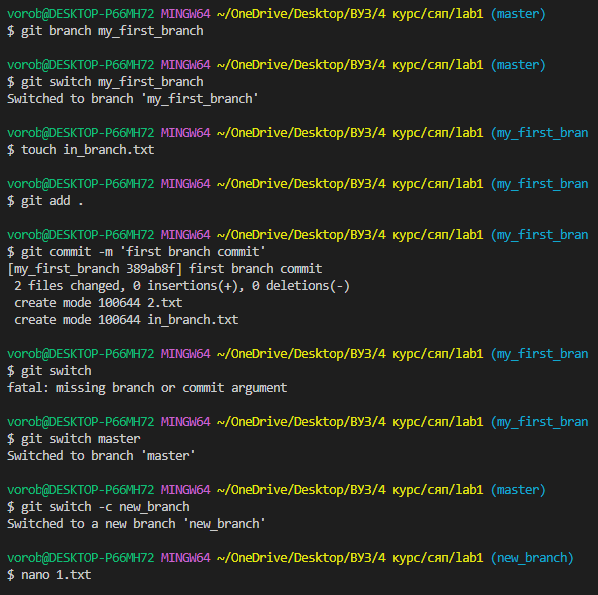 vorob@DESKTOP-P66MH72 MINGW64 ~/OneDrive/Desktop/ВУЗ/4 курс/сяп/lab1 (master)
$ git branch my_first_branch
vorob@DESKTOP-P66MH72 MINGW64 ~/OneDrive/Desktop/ВУЗ/4 курс/сяп/lab1 (master)
$ git switch my_first_branch
Switched to branch 'my_first_branch'
vorob@DESKTOP-P66MH72 MINGW64 ~/OneDrive/Desktop/ВУЗ/4 курс/сяп/lab1 (my_first_bran
$ touch in_branch.txt
vorob@DESKTOP-P66MH72 MINGW64 ~/OneDrive/Desktop/ВУЗ/4 курс/сяп/lab1 (my_first_bran
$ git add .
vorob@DESKTOP-P66MH72 MINGW64 ~/OneDrive/Desktop/ВУЗ/4 курс/сяп/lab1 (my_first_bran
$ git commit -m 'first branch commit'
[my_first_branch 389ab8f] first branch commit
 2 files changed, 0 insertions(+), 0 deletions(-)
 create mode 100644 2.txt
 create mode 100644 in_branch.txt
vorob@DESKTOP-P66MH72 MINGW64 ~/OneDrive/Desktop/ВУЗ/4 курс/сяп/lab1 (my_first_bran
$ git switch
fatal: missing branch or commit argument
vorob@DESKTOP-P66MH72 MINGW64 ~/OneDrive/Desktop/ВУЗ/4 курс/сяп/lab1 (my_first_bran
$ git switch master
Switched to branch 'master'
vorob@DESKTOP-P66MH72 MINGW64 ~/OneDrive/Desktop/ВУЗ/4 курс/сяп/lab1 (master)
$ git switch -c new_branch
Switched to a new branch 'new_branch'
vorob@DESKTOP-P66MH72 MINGW64 ~/OneDrive/Desktop/ВУЗ/4 курс/сяп/lab1 (new_branch)
$ nano 1.txt